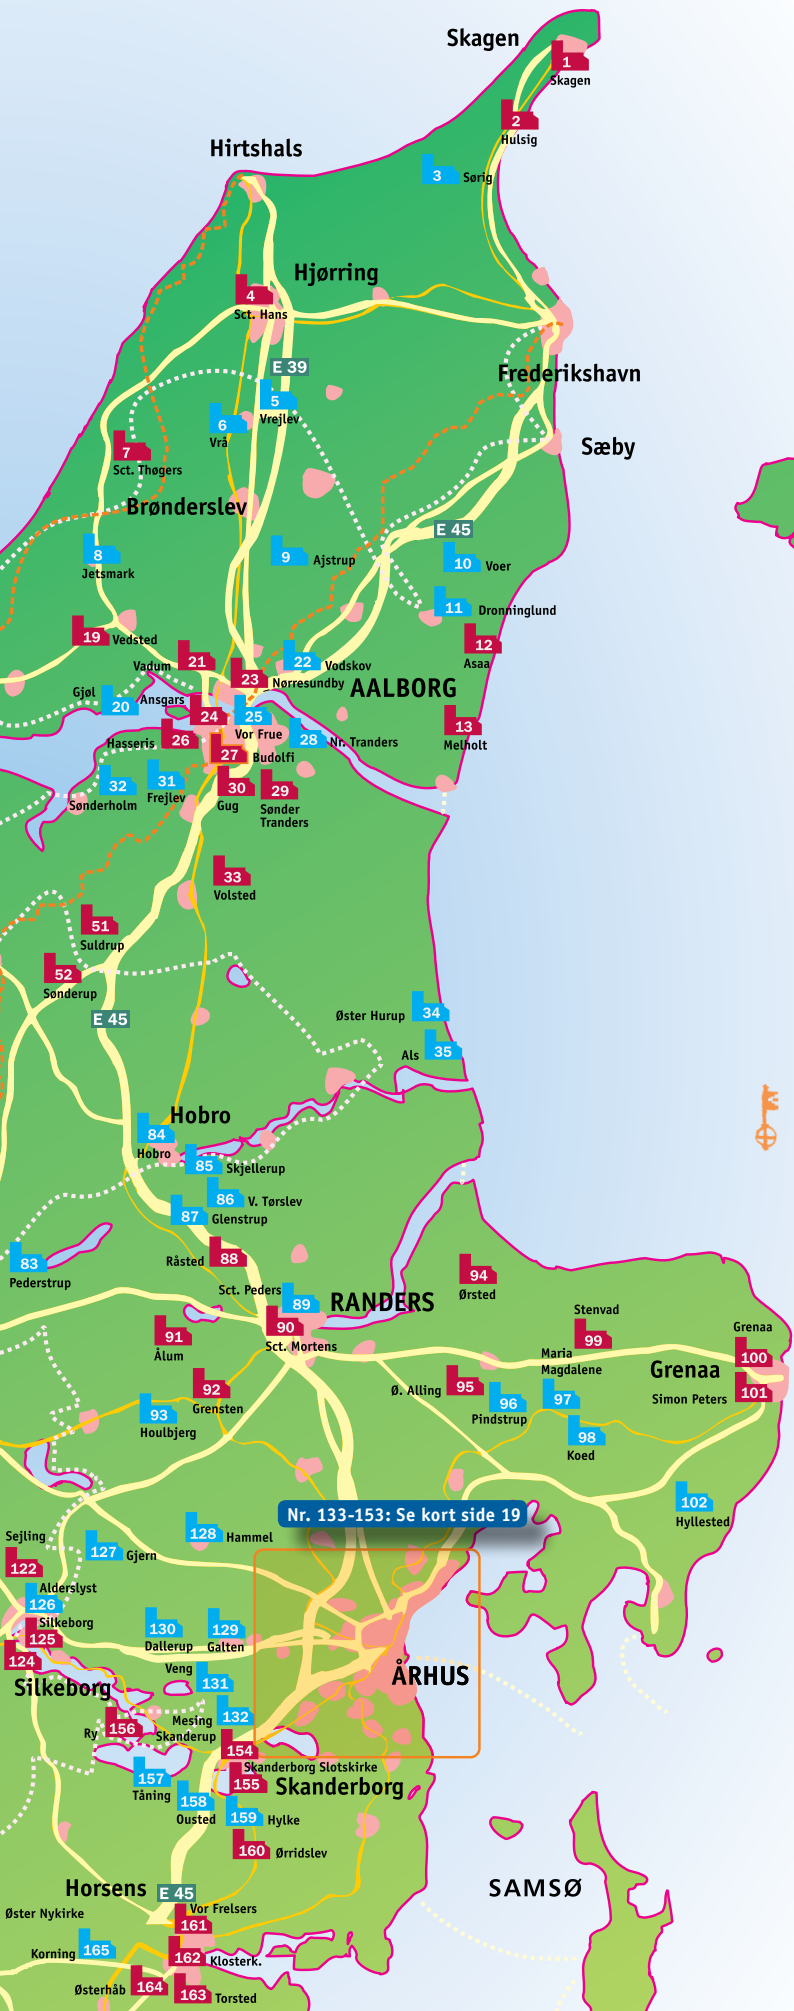 Skagen
1
Skagen
2
Hulsig
Hirtshals
3
Sørig
Hjørring
4
Sct. Hans
E 39
Frederikshavn
5
Vrejlev
6
Vrå
7
Sct. Thøgers
Sæby
Brønderslev
E 45
8
Jetsmark
9
Ajstrup
10
Voer
11
Dronninglund
19
Vedsted
12
Asaa
Vadum
21
22
Vodskov
23
Nørresundby
AALBORG
Gjøl
20
Ansgars
24
25
Vor Frue
13
Melholt
Hasseris
26
28
Nr. Tranders
27
Budolfi
32
Sønderholm
31
Frejlev
30
Gug
29
Sønder
Tranders
33
Volsted
51
Suldrup
52
Sønderup
E 45
Øster Hurup
34
Als
35
Hobro
84
Hobro
85
Skjellerup
86
V. Tørslev
87
Glenstrup
83
Pederstrup
Råsted
88
94
Ørsted
Sct. Peders
89
RANDERS
90
Sct. Mortens
91
Ålum
Stenvad
99
Grenaa
100
Maria
Magdalene
97
Grenaa
101
Simon Peters
92
Grensten
Ø. Alling
95
96
Pindstrup
93
Houlbjerg
98
Koed
102
Hyllested
Nr. 133-153: Se kort side 19
128
Hammel
Sejling
122
127
Gjern
Alderslyst
126
Silkeborg
125
124
130
Dallerup
129
Galten
Veng
131
ÅRHUS
Silkeborg
Mesing
132
Ry
156
Skanderup
154
Skanderborg Slotskirke
155
Skanderborg
157
Tåning
158
Ousted
159
Hylke
160
Ørridslev
Horsens
E 45
SAMSØ
Øster Nykirke
Vor Frelsers
161
Korning
165
162
Klosterk.
Østerhåb
164
163
Torsted